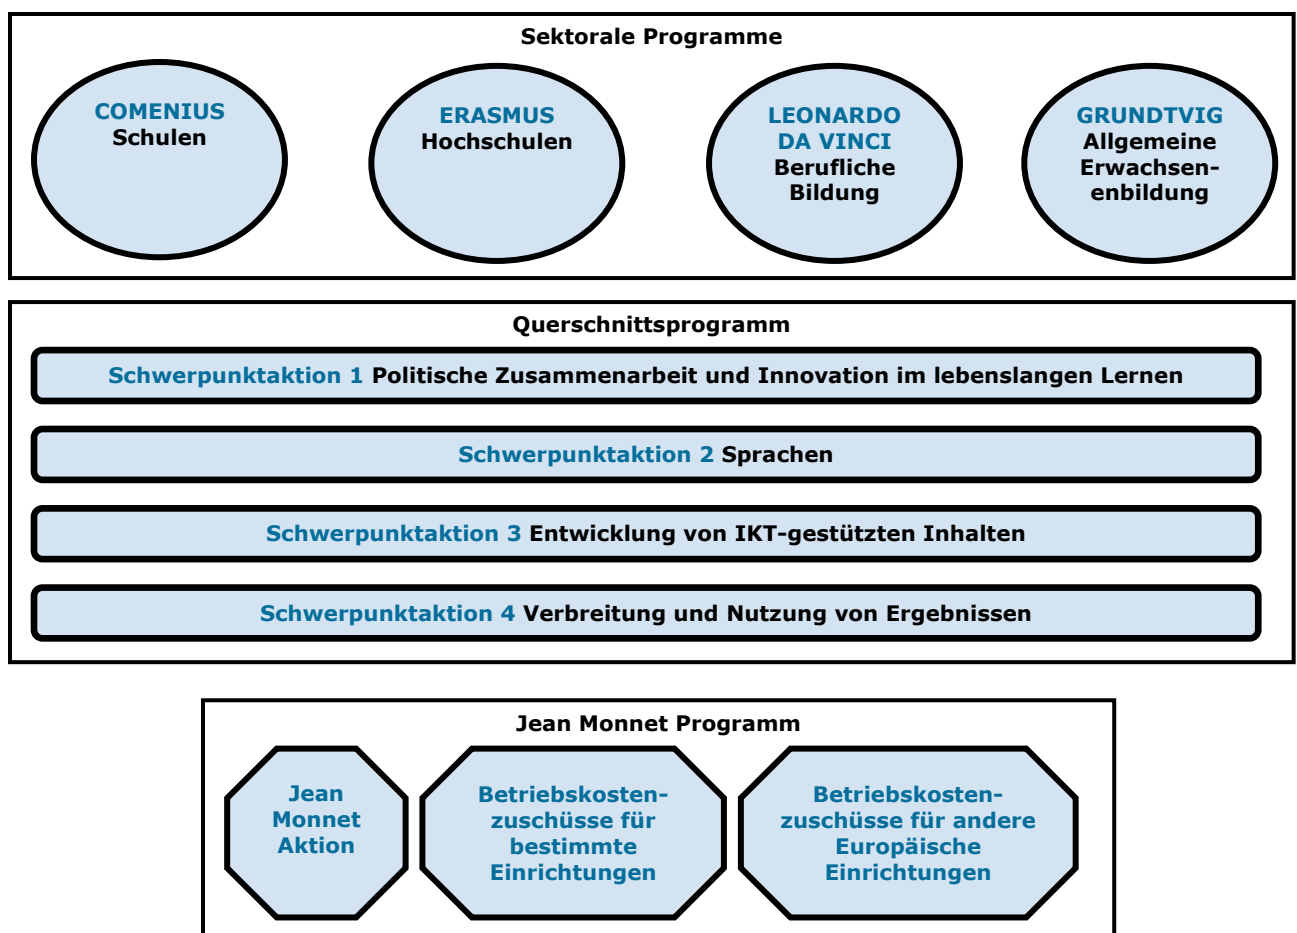 Sektorale Programme
COMENIUS
Schulen
ERASMUS
Hochschulen
LEONARDO
DA VINCI
Berufliche
Bildung
GRUNDTVIG
Allgemeine
Erwachsen-
enbildung
Querschnittsprogramm
Schwerpunktaktion 1 Politische Zusammenarbeit und Innovation im lebenslangen Lernen
Schwerpunktaktion 2 Sprachen
Schwerpunktaktion 3 Entwicklung von IKT-gestützten Inhalten
Schwerpunktaktion 4 Verbreitung und Nutzung von Ergebnissen
Jean Monnet Programm
Jean
Monnet
Aktion
Betriebskosten-
zuschüsse für
bestimmte
Einrichtungen
Betriebskosten-
zuschüsse für andere
Europäische
Einrichtungen